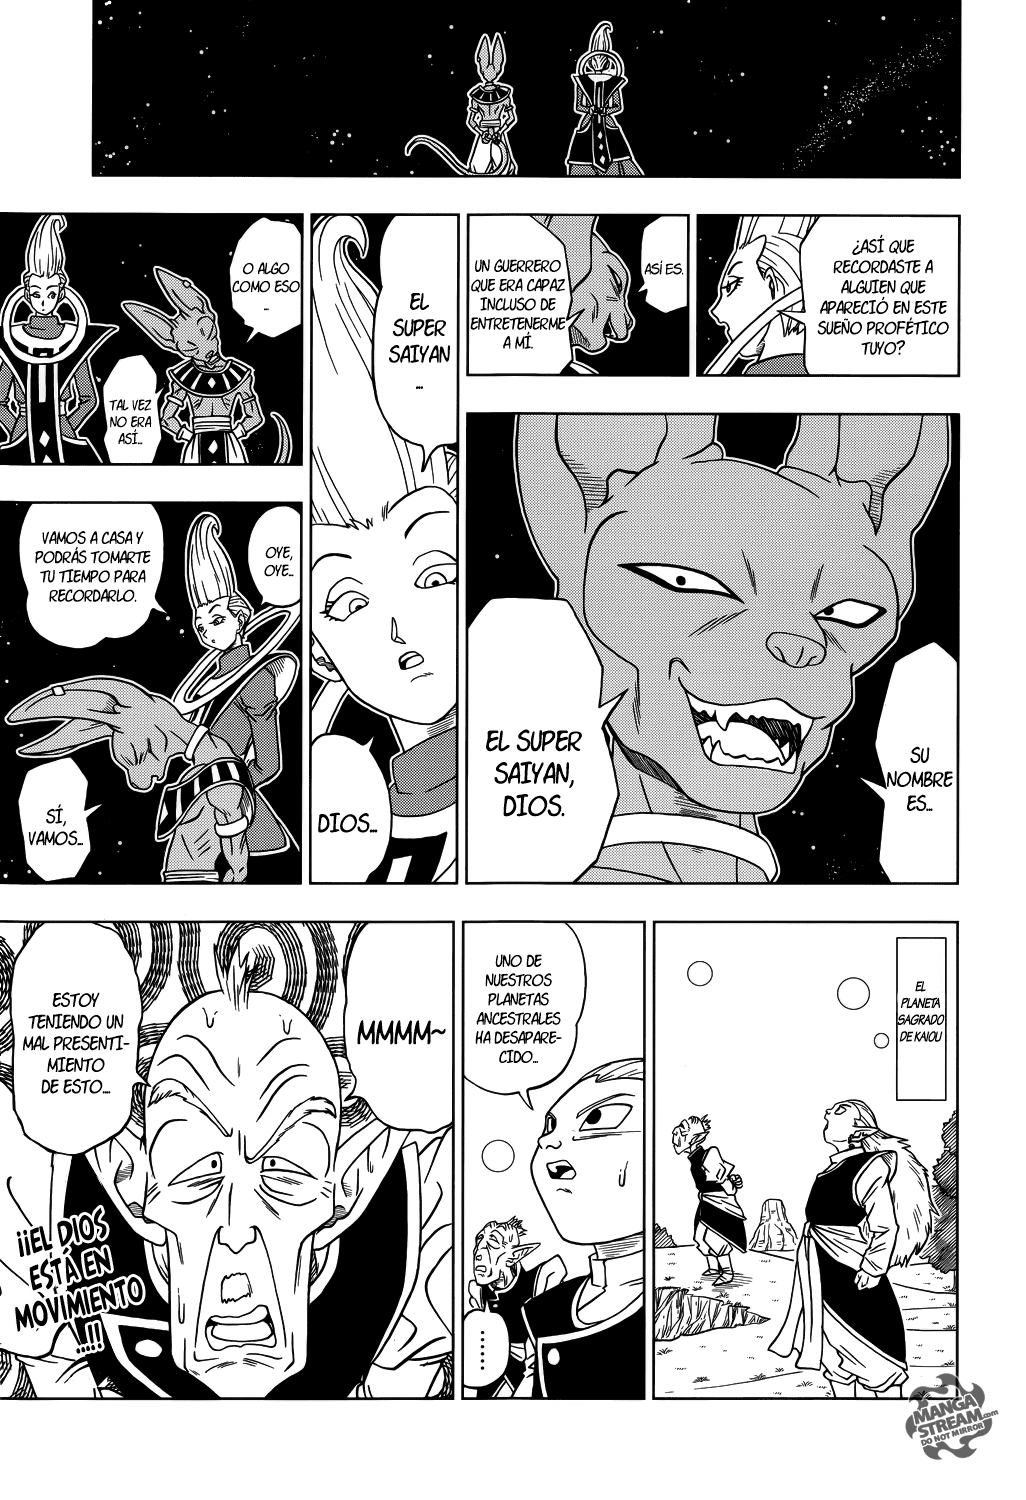 ¿ASÍ QUE
RECORDASTE A
ALGUIEN QUE
APARECIÓ EN ESTE
SUEÑO PROFÉTICO
TUYO?
ASÍ ES.
UN GUERRERO
QUE ERA CAPAZ
INCLUSO DE
ENTRETENERME
A MÍ.
SU
NOMBRE
ES...
EL SUPER
SAIYAN,
DIOS.
EL
SUPER
SAIYAN
...
DIOS...
O ALGO
COMO ESO
...
TAL VEZ
NO ERA
ASÍ...
OYE,
OYE...
VAMOS A CASA Y
PODRÁS TOMARTE
TU TIEMPO PARA
RECORDARLO.
SÍ,
VAMOS...
EL
PLANETA
SAGRADO
DE KAIOU
UNO DE
NUESTROS
PLANETAS
ANCESTRALES
HA DESAPARE-
CIDO...
......
MMMM~
ESTOY
TENIENDO UN
MAL PRESENTI-
MIENTO
DE ESTO...
¡¡EL DIOS
ESTÁ EN
MOVIMIENTO
...!!
MANGA
STREAM.com
DO NOT MIRROR